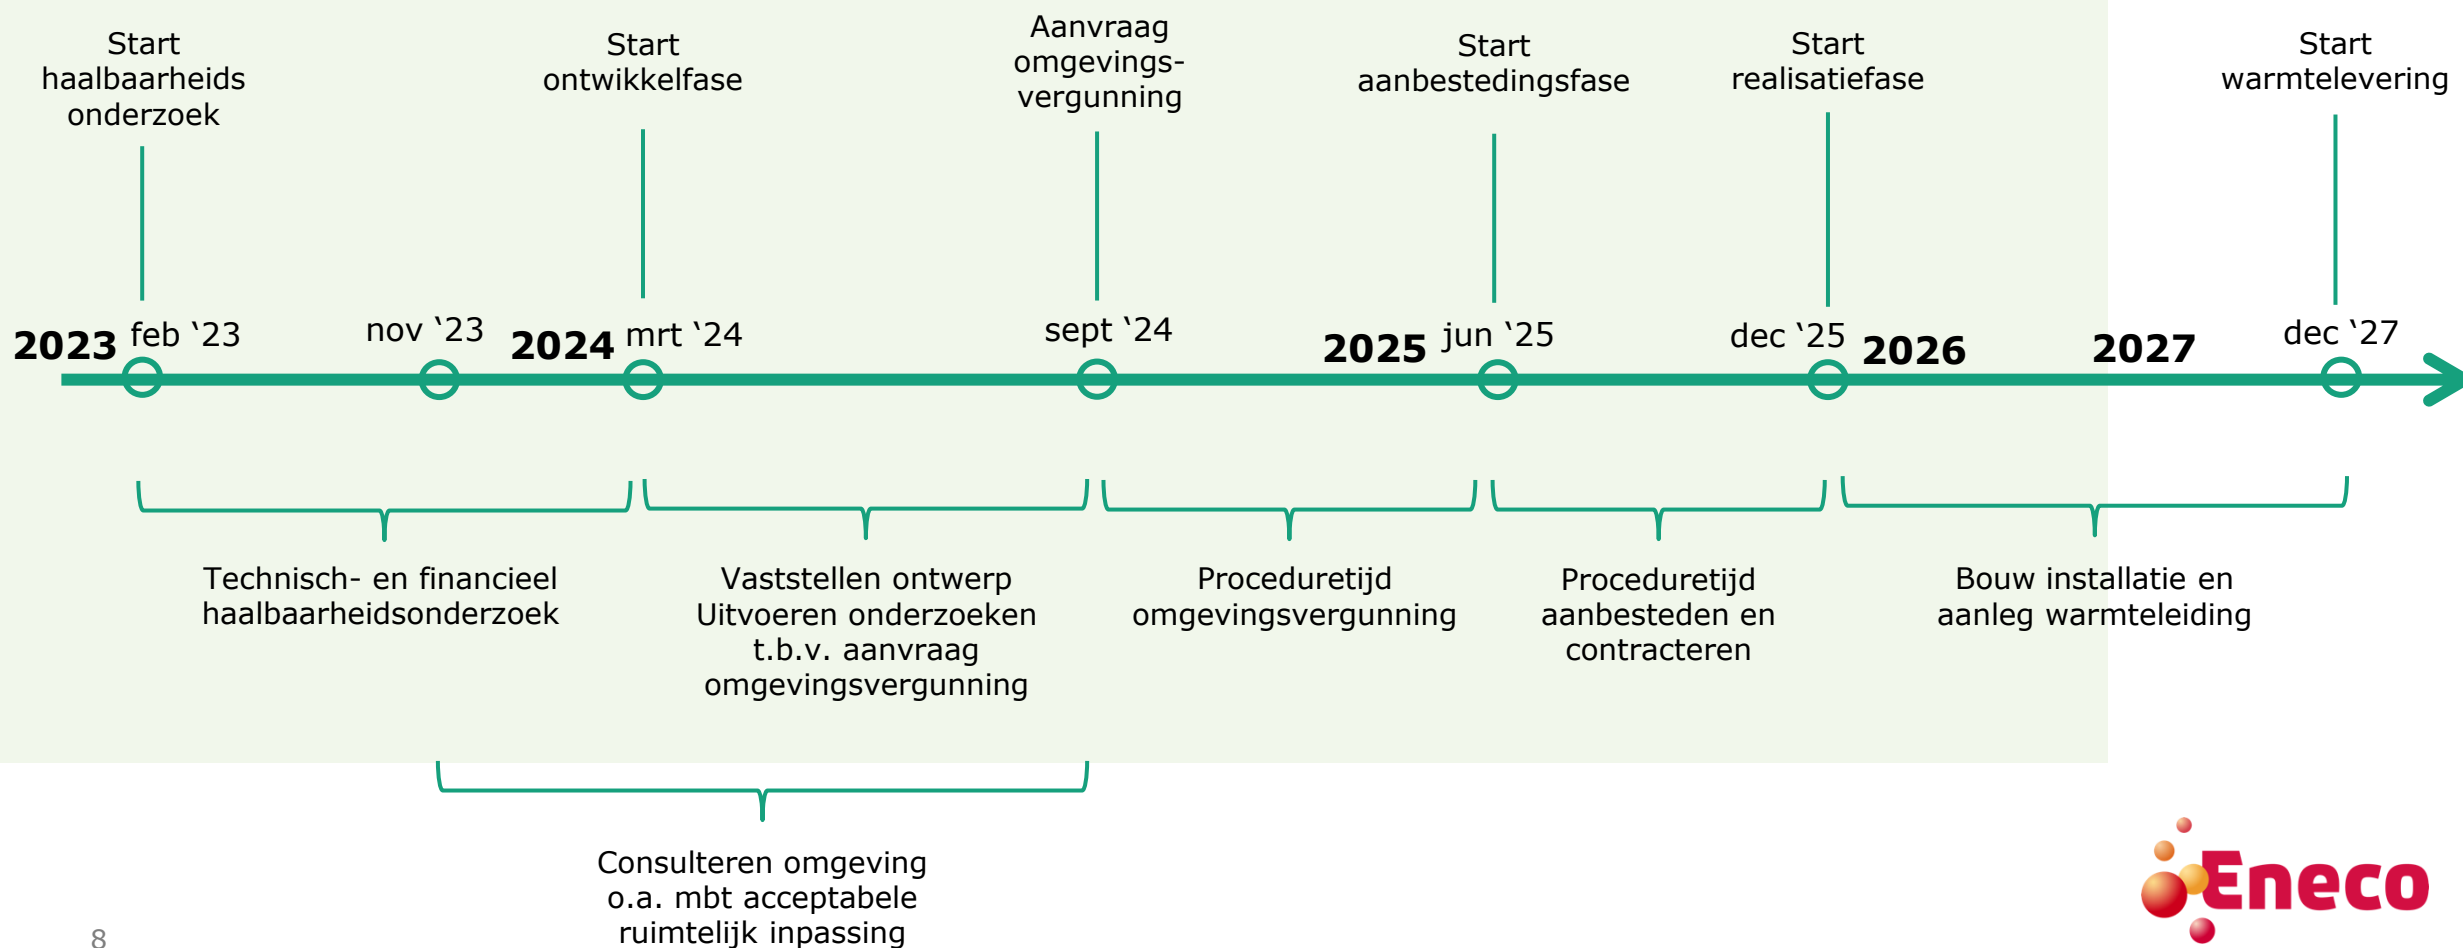 Start
haalbaarheids
onderzoek
Start
ontwikkelfase
Aanvraag
omgevings-
vergunning
Start
aanbestedingsfase
Start
realisatiefase
Start
warmtelevering
2023
feb ‘23
nov ‘23
2024
mrt ‘24
sept ‘24
2025
jun ‘25
dec ‘25
2026
2027
dec ‘27
Technisch- en financieel
haalbaarheidsonderzoek
Vaststellen ontwerp
Uitvoeren onderzoeken
t.b.v. aanvraag
omgevingsvergunning
Proceduretijd
omgevingsvergunning
Proceduretijd
aanbesteden en
contracteren
Bouw installatie en
aanleg warmteleiding
Consulteren omgeving
o.a. mbt acceptabele
ruimtelijk inpassing
8
Eneco